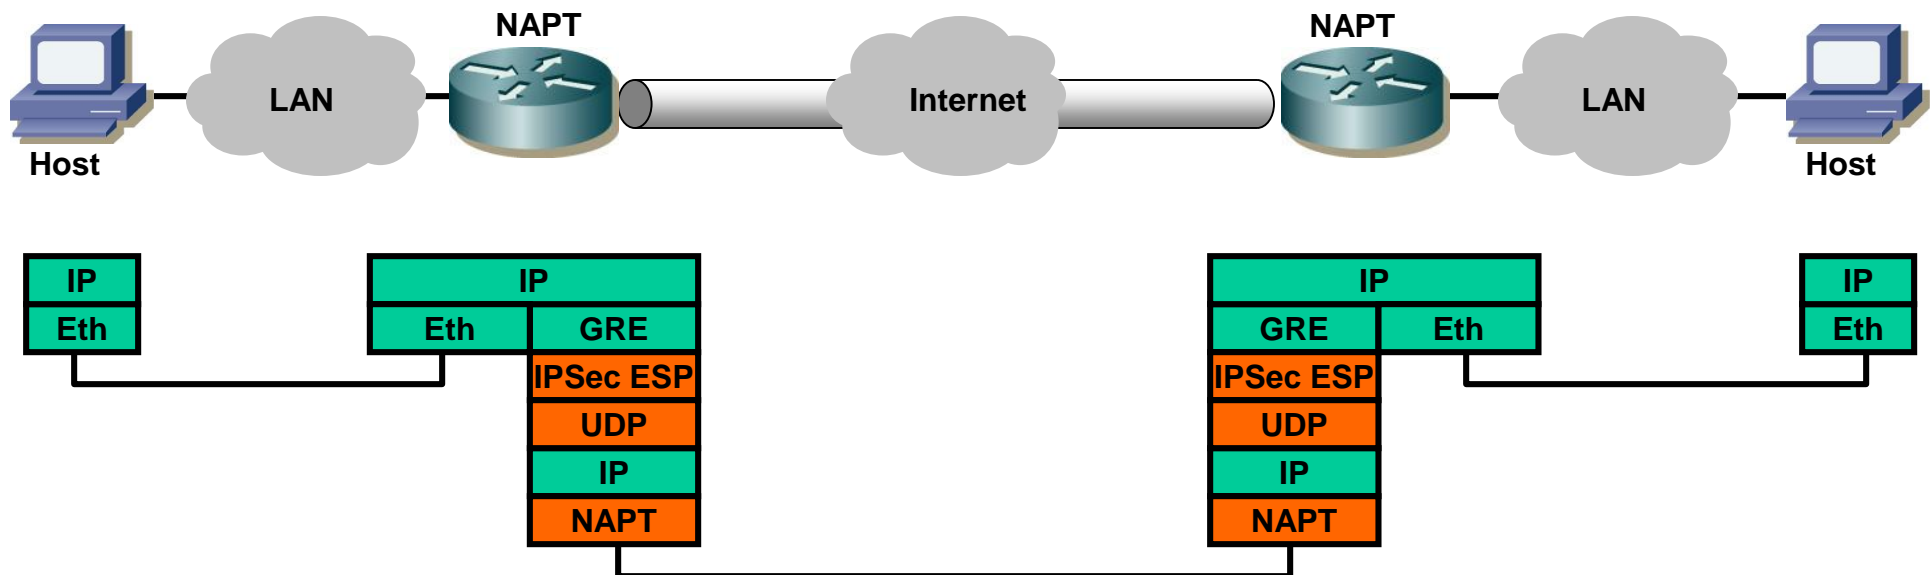 NAPT
NAPT
LAN
Internet
LAN
Host
Host
IP
IP
IP
IP
Eth
Eth
GRE
GRE
Eth
Eth
IPSec ESP
IPSec ESP
UDP
UDP
IP
IP
NAPT
NAPT